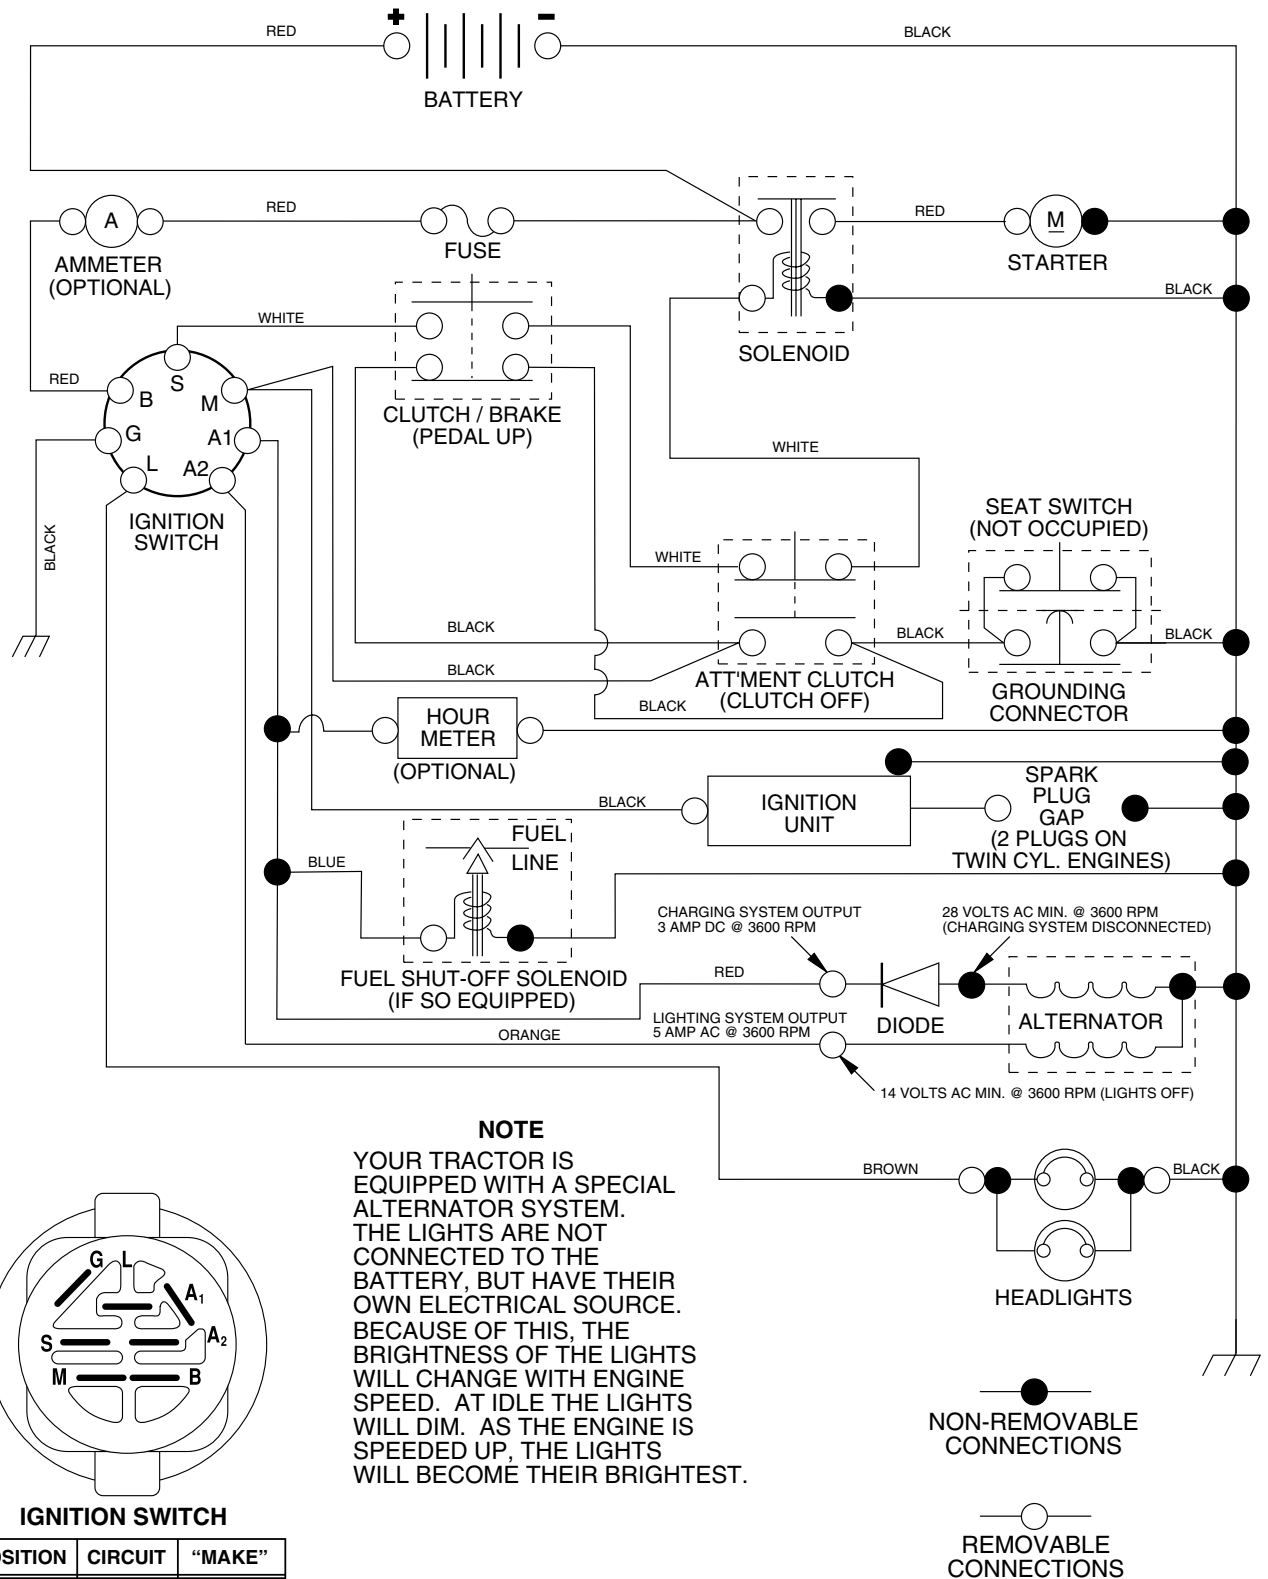 + -
RED
BLACK
BATTERY
RED
RED
A
FUSE
M
AMMETER
(OPTIONAL)
STARTER
BLACK
WHITE
SOLENOID
RED
S
B
M
CLUTCH / BRAKE
(PEDAL UP)
G
A1
L
A2
WHITE
IGNITION
SWITCH
SEAT SWITCH
(NOT OCCUPIED)
BLACK
WHITE
BLACK
BLACK
BLACK
BLACK
ATT'MENT CLUTCH
(CLUTCH OFF)
GROUNDING
CONNECTOR
BLACK
HOUR
METER
(OPTIONAL)
BLACK
IGNITION
UNIT
SPARK
PLUG
GAP
(2 PLUGS ON
TWIN CYL. ENGINES)
FUEL
LINE
BLUE
CHARGING SYSTEM OUTPUT
3 AMP DC @ 3600 RPM
28 VOLTS AC MIN. @ 3600 RPM
(CHARGING SYSTEM DISCONNECTED)
FUEL SHUT-OFF SOLENOID
(IF SO EQUIPPED)
RED
DIODE
ALTERNATOR
LIGHTING SYSTEM OUTPUT
5 AMP AC @ 3600 RPM
ORANGE
14 VOLTS AC MIN. @ 3600 RPM (LIGHTS OFF)
NOTE
YOUR TRACTOR IS
EQUIPPED WITH A SPECIAL
ALTERNATOR SYSTEM.
THE LIGHTS ARE NOT
CONNECTED TO THE
BATTERY, BUT HAVE THEIR
OWN ELECTRICAL SOURCE.
BECAUSE OF THIS, THE
BRIGHTNESS OF THE LIGHTS
WILL CHANGE WITH ENGINE
SPEED. AT IDLE THE LIGHTS
WILL DIM. AS THE ENGINE IS
SPEEDED UP, THE LIGHTS
WILL BECOME THEIR BRIGHTEST.
BROWN
BLACK
HEADLIGHTS
G L
A1
S
A2
M B
IGNITION SWITCH
NON-REMOVABLE
CONNECTIONS
REMOVABLE
CONNECTIONS
CIRCUIT “MAKE”